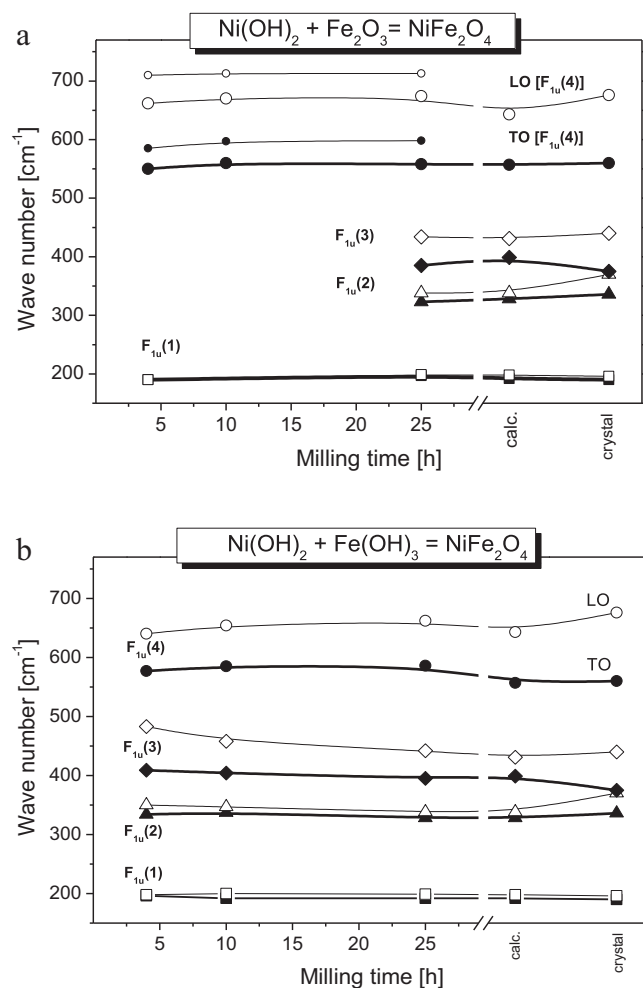 a
Ni(OH)₂ + Fe₂O₃= NiFe₂O₄
700
600
500
400
300
200
Wave number [cm⁻¹]
LO [F₁ᵤ(4)]
TO [F₁ᵤ(4)]
F₁ᵤ(3)
F₁ᵤ(2)
F₁ᵤ(1)
5
10
15
20
25
calc.
crystal
Milling time [h]
b
Ni(OH)₂ + Fe(OH)₃ = NiFe₂O₄
700
600
500
400
300
200
Wave number [cm⁻¹]
LO
F₁ᵤ(4)
TO
F₁ᵤ(3)
F₁ᵤ(2)
F₁ᵤ(1)
5
10
15
20
25
calc.
crystal
Milling time [h]